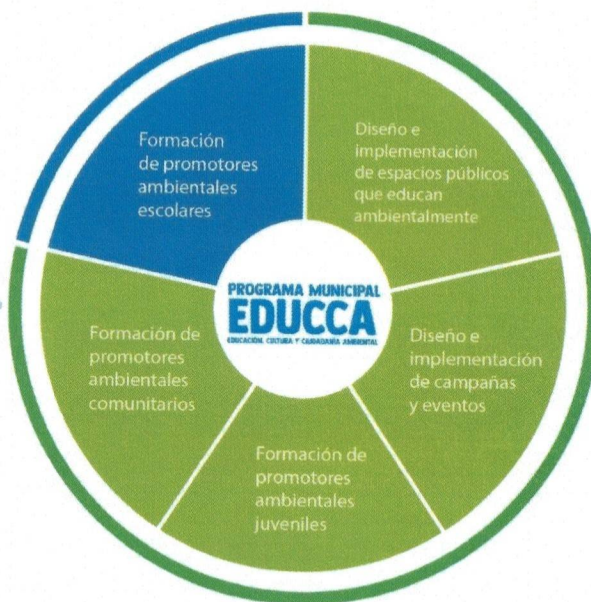 Formación
de promotores
ambientales
escolares
Diseño e
implementación
de espacios públicos
que educan
ambientalmente
PROGRAMA MUNICIPAL
EDUCCA
EDUCACIÓN, CULTURA Y CIUDADANÍA AMBIENTAL
Formación de
promotores
ambientales
comunitarios
Diseño e
implementación
de campañas
y eventos
Formación de
promotores
ambientales
juveniles